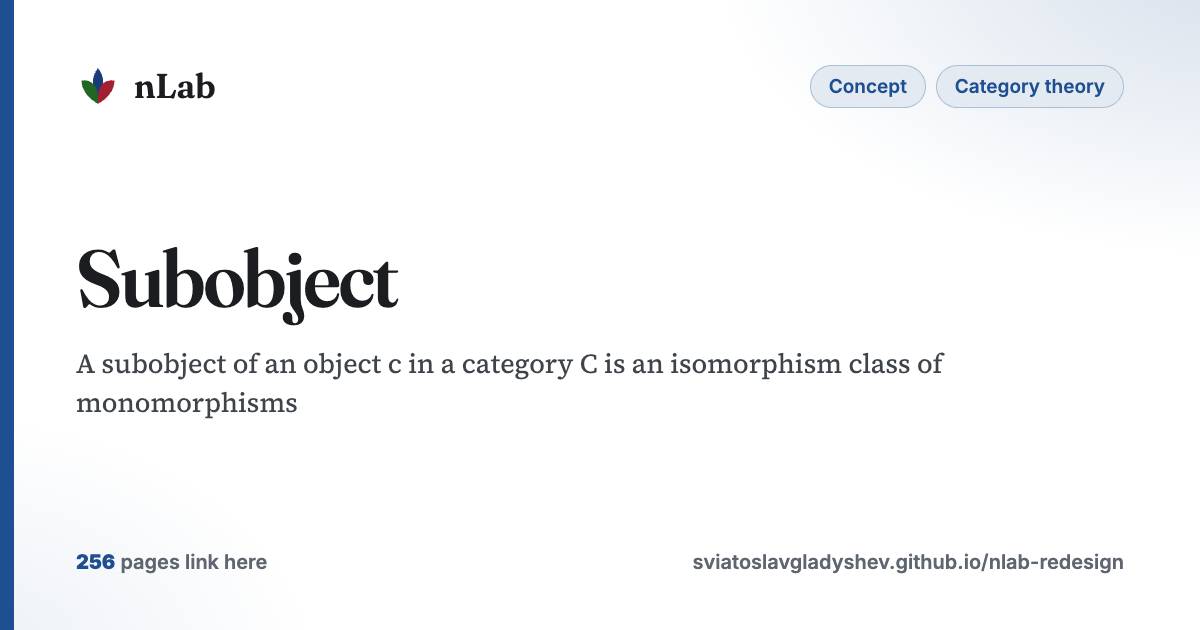 nLab
Concept
Category theory
Subobject
A subobject of an object c in a category C is an isomorphism class of
monomorphisms
256 pages link here
sviatoslavgladyshev.github.io/nlab-redesign